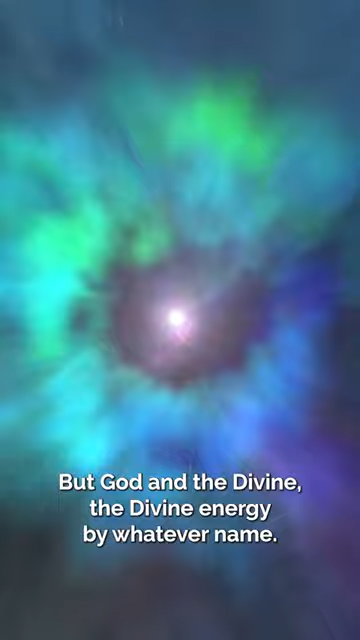 But God and the Divine,
the Divine energy
by whatever name.